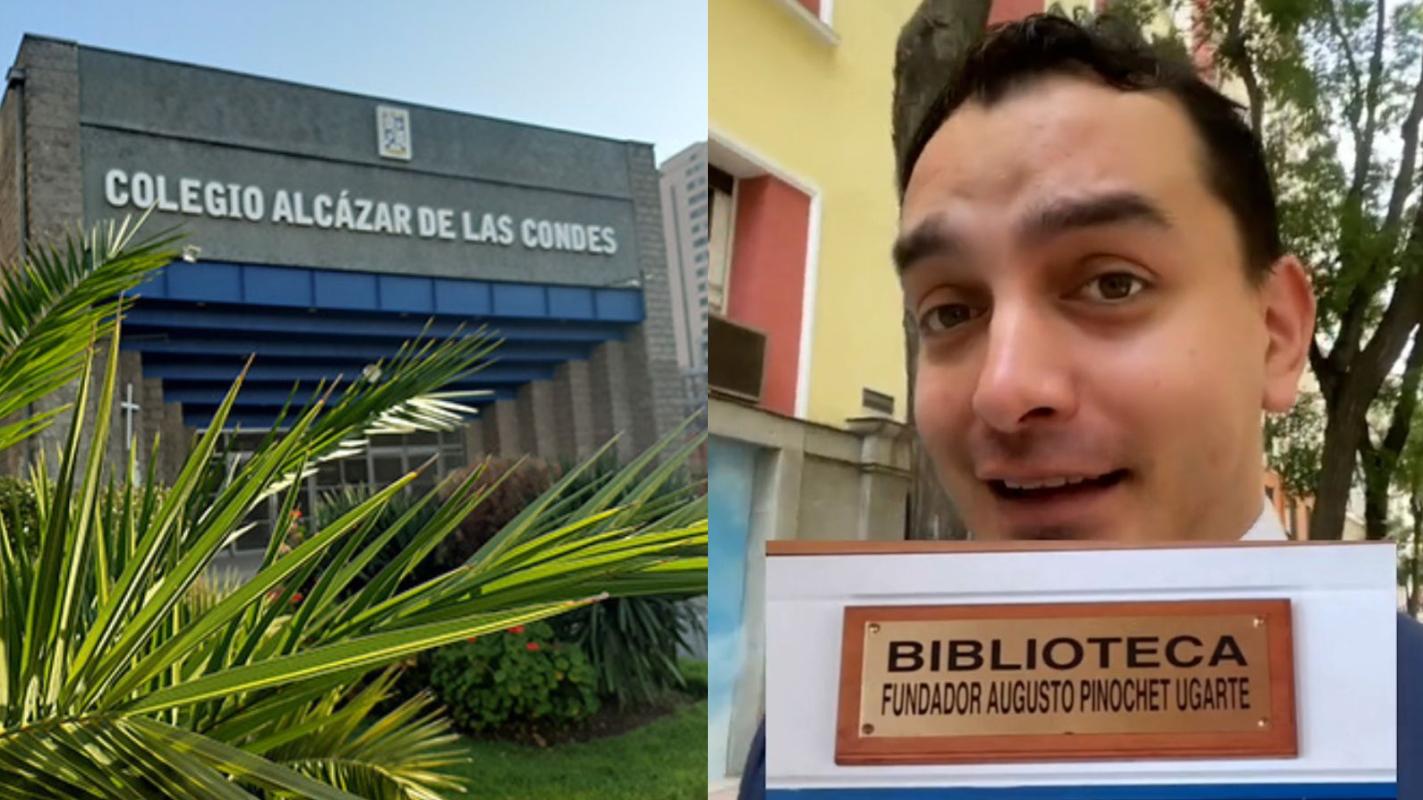 COLEGIO ALCÁZAR DE LAS CONDES
BIBLIOTECA
FUNDADOR AUGUSTO PINOCHET UGARTE